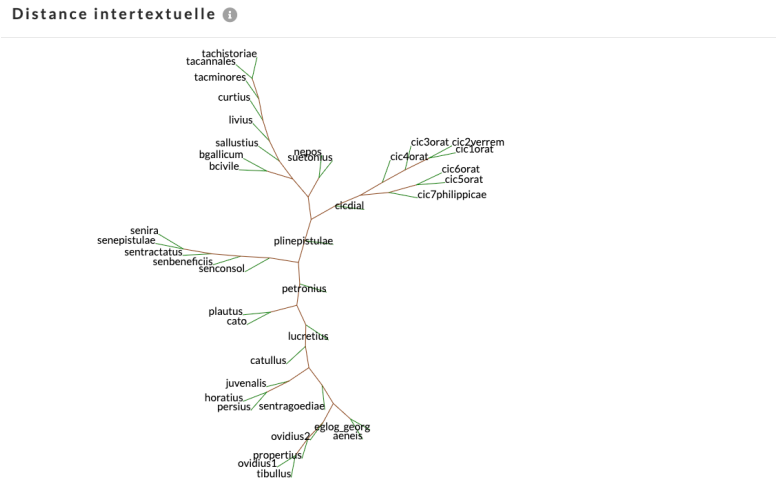 Distance intertextuelle
tachistoriae
tacannales
tacminores
curtius
livius
sallustius
bgallicum
bcivile
nepos
suetonius
cic3orat cic2verrem
cic1orat
cic4orat
cic6orat
cic5orat
cic7philippicae
cicdial
senira
senepistulae
sentractatus
senbeneficiis
senconsol
plinepistulae
petronius
plautus
cato
lucretius
catullus
juvenalis
horatius
persius
sentragoediae
eglog_georg
aeneis
ovidius2
propertius
ovidius1
tibullus